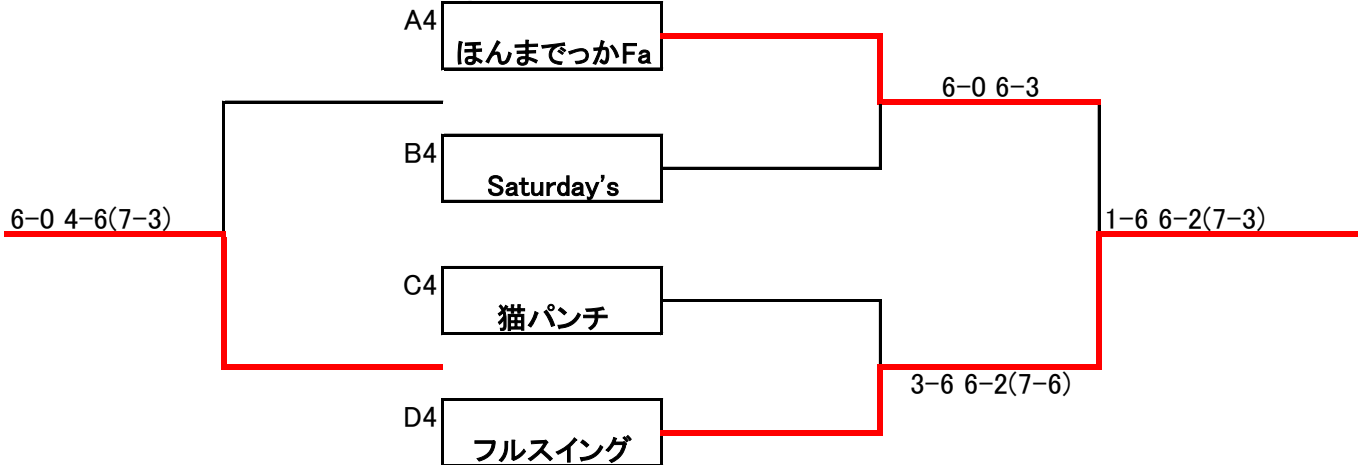 A4
ほんまでっかFa
6-0 6-3
B4
Saturday's
6-0 4-6(7-3)
1-6 6-2(7-3)
C4
猫パンチ
3-6 6-2(7-6)
D4
フルスイング